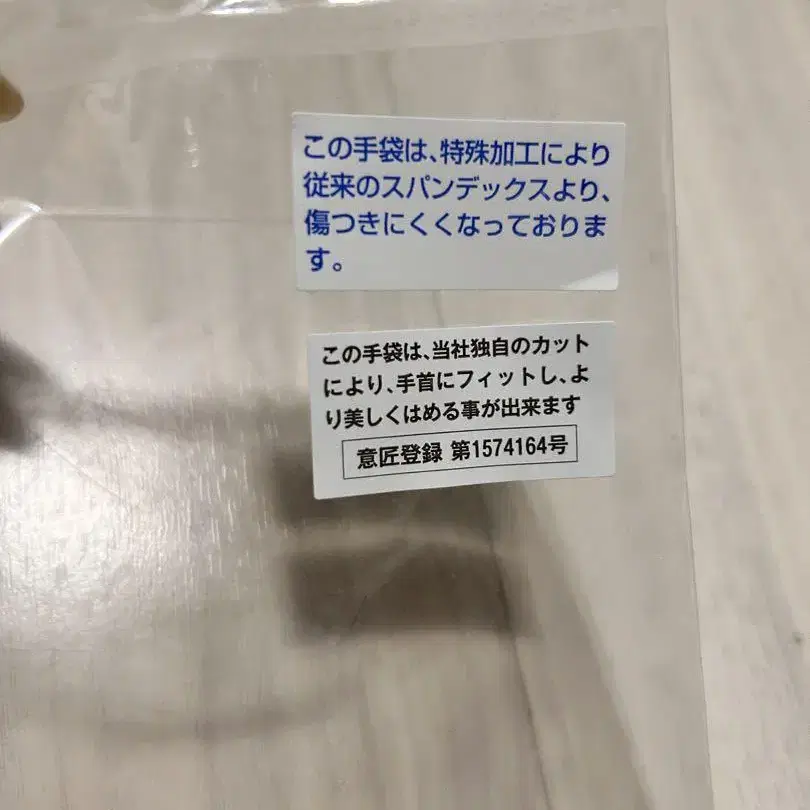 この手袋は、特殊加工により
従来のスパンデックスより、
傷つきにくくなっておりま
す。
この手袋は、当社独自のカット
により、手首にフィットし、よ
り美しくはめる事が出来ます
意匠登録 第1574164号